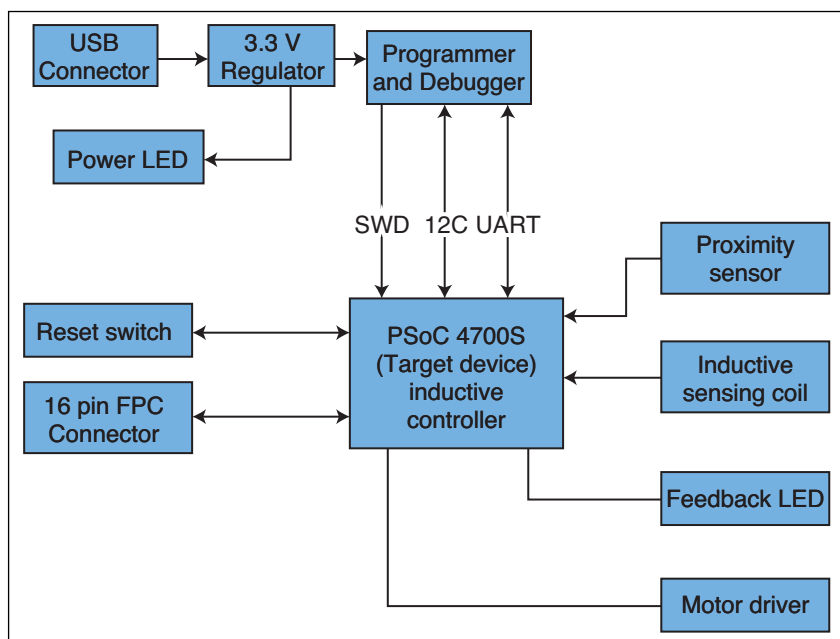 USB
Connector
3.3 V
Regulator
Programmer
and Debugger
Power LED
SWD
12C
UART
Proximity
sensor
Reset switch
PSoC 4700S
(Target device)
inductive
controller
Inductive
sensing coil
16 pin FPC
Connector
Feedback LED
Motor driver